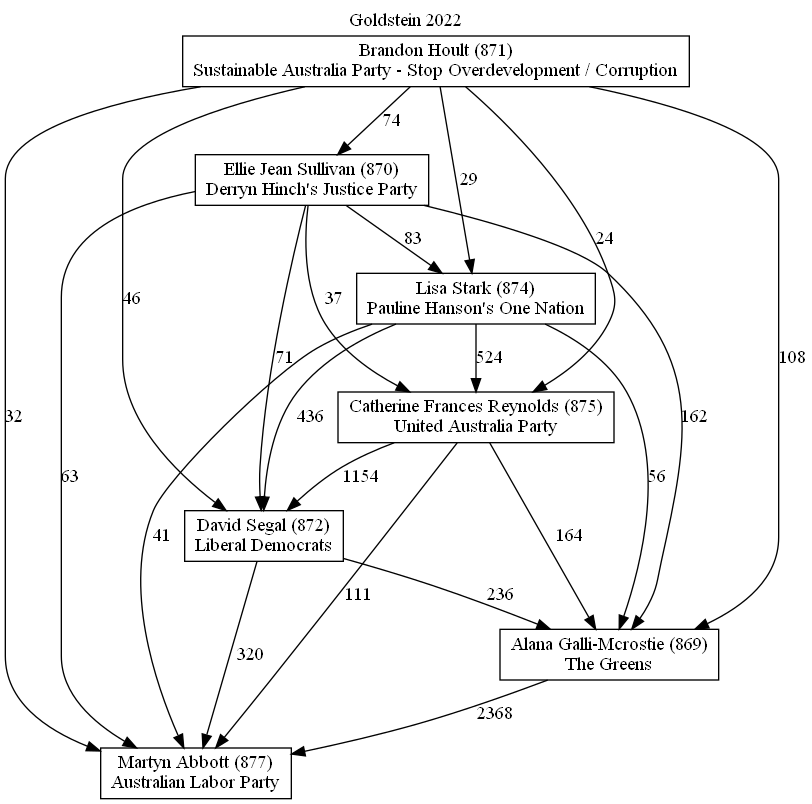 Goldstein 2022
Brandon Hoult (871)
Sustainable Australia Party - Stop Overdevelopment / Corruption
74
Ellie Jean Sullivan (870)
Derryn Hinch's Justice Party
29
24
83
46
37
Lisa Stark (874)
Pauline Hanson's One Nation
71
524
108
32
436
162
Catherine Frances Reynolds (875)
United Australia Party
63
1154
56
David Segal (872)
Liberal Democrats
41
164
111
236
320
Alana Galli-Mcrostie (869)
The Greens
2368
Martyn Abbott (877)
Australian Labor Party